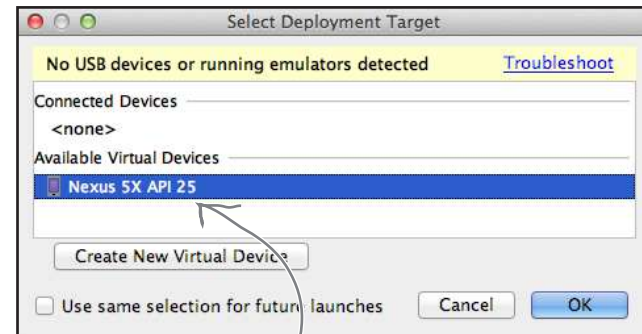 Select Deployment Target
No USB devices or running emulators detected Troubleshoot
Connected Devices
<none>
Available Virtual Devices
Nexus 5X API 25
Create New Virtual Device
Use same selection for future launches Cancel OK